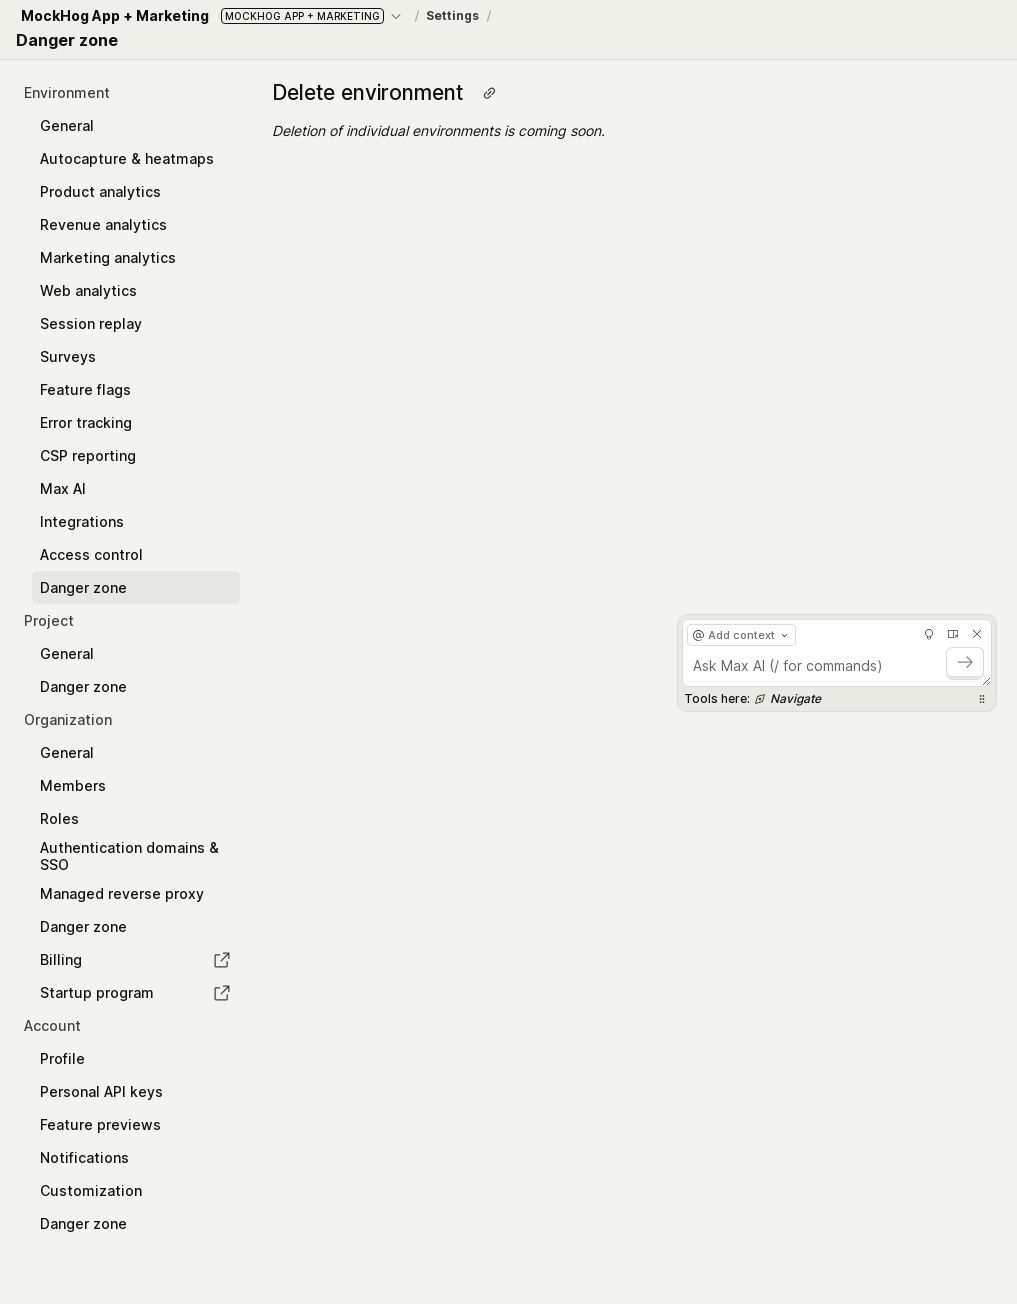 MockHog App + Marketing MOCKHOG APP + MARKETING / Settings /
Danger zone
Environment
General
Autocapture & heatmaps
Product analytics
Revenue analytics
Marketing analytics
Web analytics
Session replay
Surveys
Feature flags
Error tracking
CSP reporting
Max AI
Integrations
Access control
Danger zone
Project
General
Danger zone
Organization
General
Members
Roles
Authentication domains &
SSO
Managed reverse proxy
Danger zone
Billing
Startup program
Account
Profile
Personal API keys
Feature previews
Notifications
Customization
Danger zone
Delete environment
Deletion of individual environments is coming soon.
@ Add context
Ask Max AI (/ for commands)
Tools here: Navigate